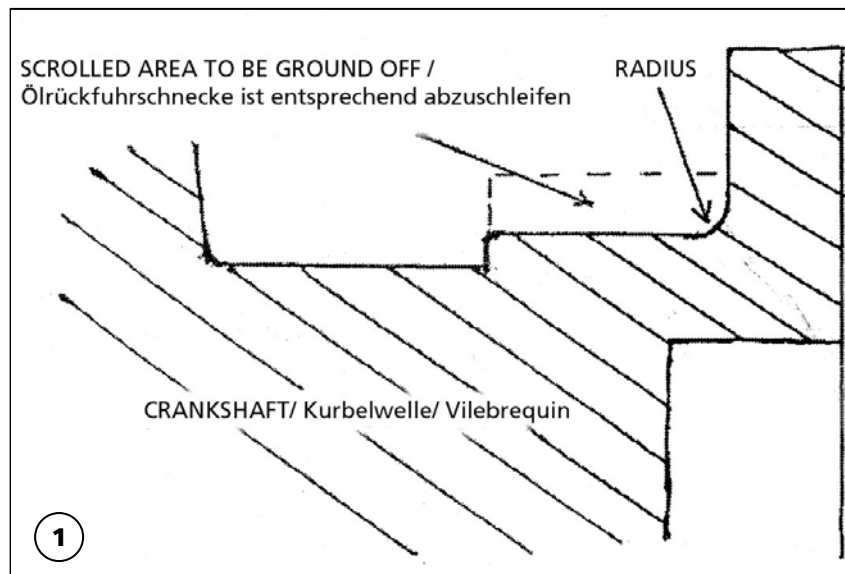 SCROLLED AREA TO BE GROUND OFF /
Ölrückfuhrschnecke ist entsprechend abzuschleifen
RADIUS
CRANKSHAFT/ Kurbelwelle/ Vilebrequin
1